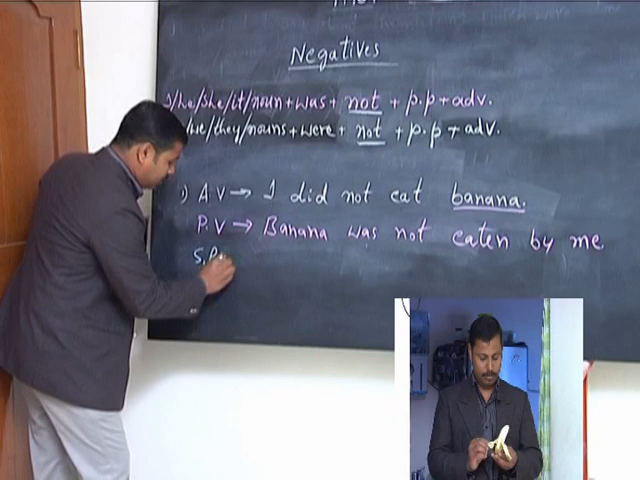 Negatives
I/he/she/it/noun+was+ not + p.p+adv.
we/they/nouns+were+ not + p.p+adv.
1) A.V → I did not eat banana.
P.V → Banana was not eaten by me
S.P